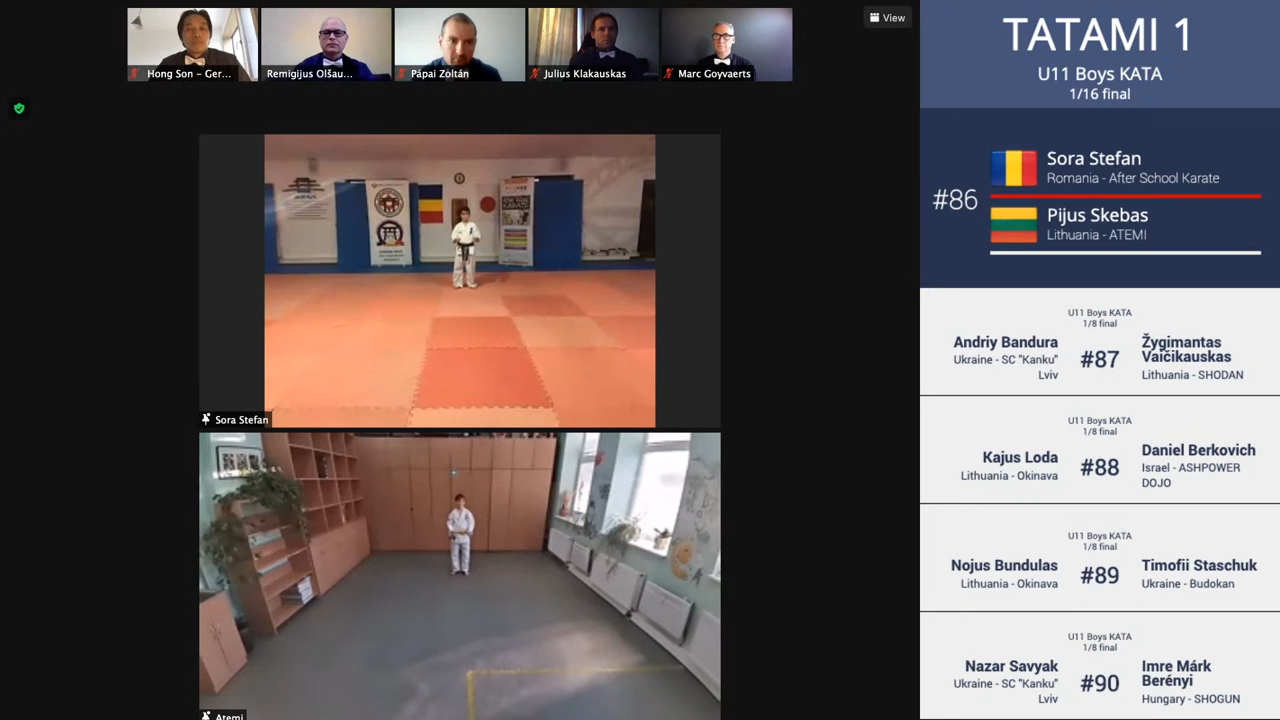 Hong Son – Ger...
Remigijus Olšau...
Pápai Zoltán
Julius Klakauskas
Marc Goyvaerts
View
Sora Stefan
Atemi
TATAMI 1
U11 Boys KATA
1/16 final
#86
Sora Stefan
Romania - After School Karate
Pijus Skebas
Lithuania - ATEMI
U11 Boys KATA
1/8 final
Andriy Bandura
Ukraine - SC "Kanku"
Lviv
#87
Žygimantas
Vaičikauskas
Lithuania - SHODAN
U11 Boys KATA
1/8 final
Kajus Loda
Lithuania - Okinava
#88
Daniel Berkovich
Israel - ASHPOWER
DOJO
U11 Boys KATA
1/8 final
Nojus Bundulas
Lithuania - Okinava
#89
Timofii Staschuk
Ukraine - Budokan
U11 Boys KATA
1/8 final
Nazar Savyak
Ukraine - SC "Kanku"
Lviv
#90
Imre Márk
Berényi
Hungary - SHOGUN